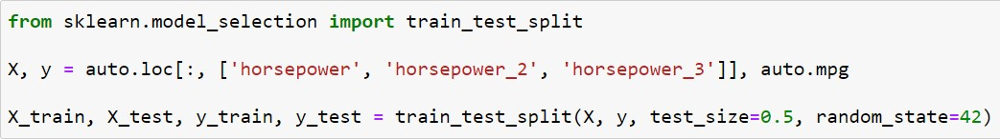 from sklearn.model_selection import train_test_split
X, y = auto.loc[:, ['horsepower', 'horsepower_2', 'horsepower_3']], auto.mpg
X_train, X_test, y_train, y_test = train_test_split(X, y, test_size=0.5, random_state=42)